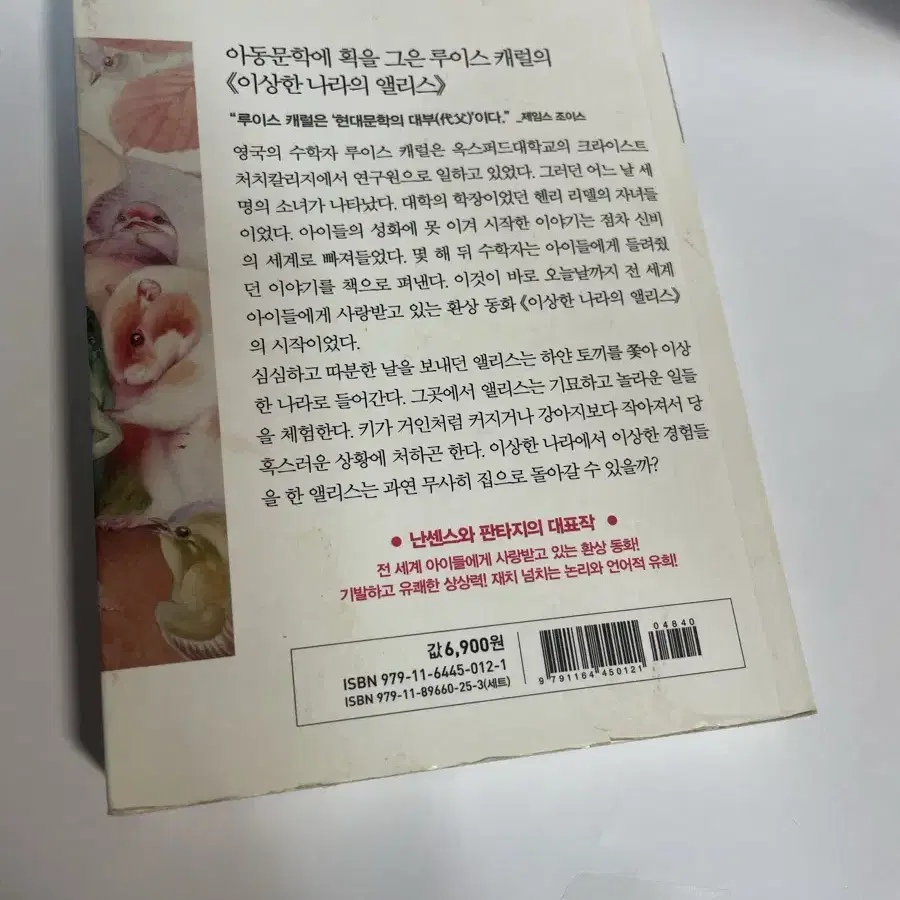 아동문학에 획을 그은 루이스 캐럴의
《이상한 나라의 앨리스》
“루이스 캐럴은 ‘현대문학의 대부(代父)’이다.” _제임스 조이스
영국의 수학자 루이스 캐럴은 옥스퍼드대학교의 크라이스트
처치칼리지에서 연구원으로 일하고 있었다. 그러던 어느 날 세
명의 소녀가 나타났다. 대학의 학장이었던 헨리 리델의 자녀들
이었다. 아이들의 성화에 못 이겨 시작한 이야기는 점차 신비
의 세계로 빠져들었다. 몇 해 뒤 수학자는 아이들에게 들려줬
던 이야기를 책으로 펴낸다. 이것이 바로 오늘날까지 전 세계
아이들에게 사랑받고 있는 환상 동화 《이상한 나라의 앨리스》
의 시작이었다.
심심하고 따분한 날을 보내던 앨리스는 하얀 토끼를 쫓아 이상
한 나라로 들어간다. 그곳에서 앨리스는 기묘하고 놀라운 일들
을 체험한다. 키가 거인처럼 커지거나 강아지보다 작아져서 당
혹스러운 상황에 처하곤 한다. 이상한 나라에서 이상한 경험들
을 한 앨리스는 과연 무사히 집으로 돌아갈 수 있을까?
● 난센스와 판타지의 대표작 ●
전 세계 아이들에게 사랑받고 있는 환상 동화!
기발하고 유쾌한 상상력! 재치 넘치는 논리와 언어적 유희!
값 6,900원
ISBN 979-11-6445-012-1
ISBN 979-11-89660-25-3(세트)
04840
9 791164 450121